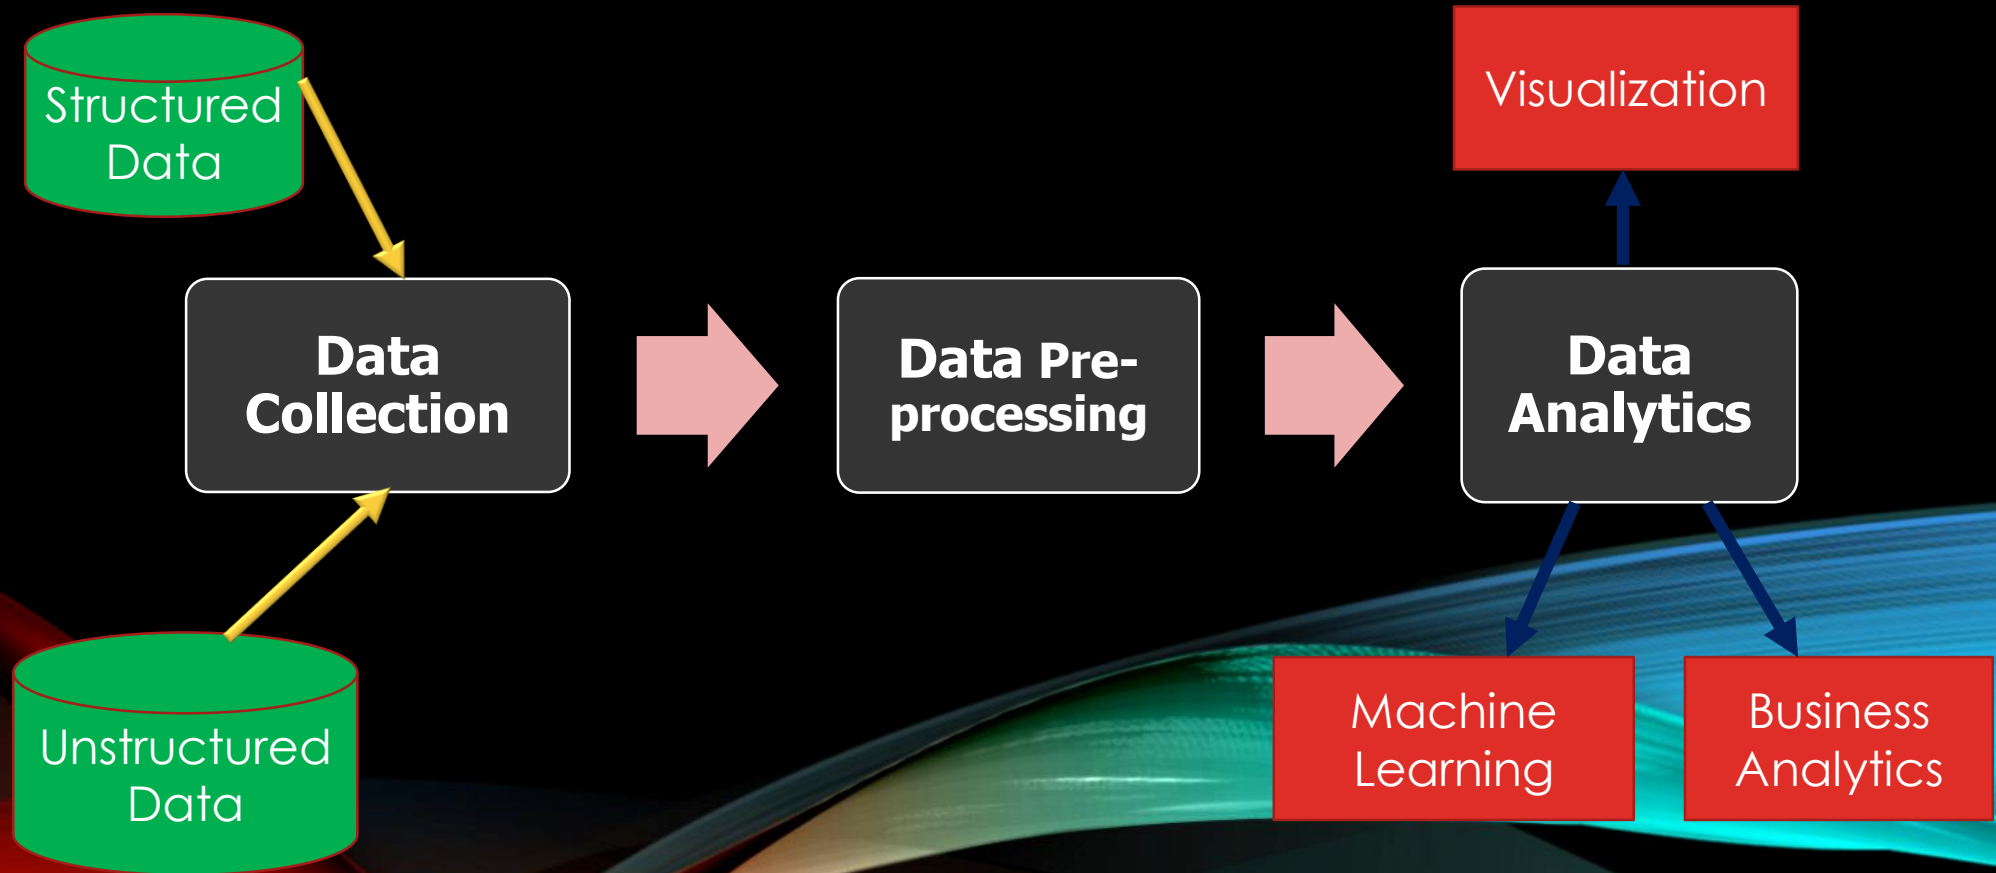 Structured
Data
Visualization
Data
Collection
Data Pre-
processing
Data
Analytics
Unstructured
Data
Machine
Learning
Business
Analytics